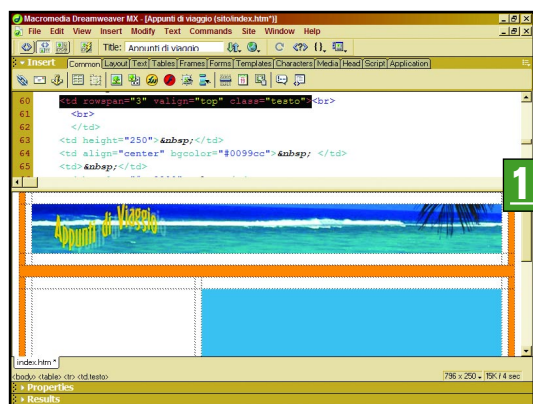 Macromedia Dreamweaver MX - [Appunti di viaggio (sito/index.htm*)]
File Edit View Insert Modify Text Commands Site Window Help
Title: Appunti di viaggio
Insert Common Layout Text Tables Frames Forms Templates Characters Media Head Script Application
60 <td rowspan="3" valign="top" class="testo"><br>
61 <br>
62 </td>
63 <td height="250">&nbsp;</td>
64 <td align="center" bgcolor="#0099cc">&nbsp; </td>
65 <td>&nbsp;</td>
1
Appunti di Viaggio
index.htm*
<body> <table> <tr> <td.testo> 796 x 250 15K / 4 sec
Properties
Results